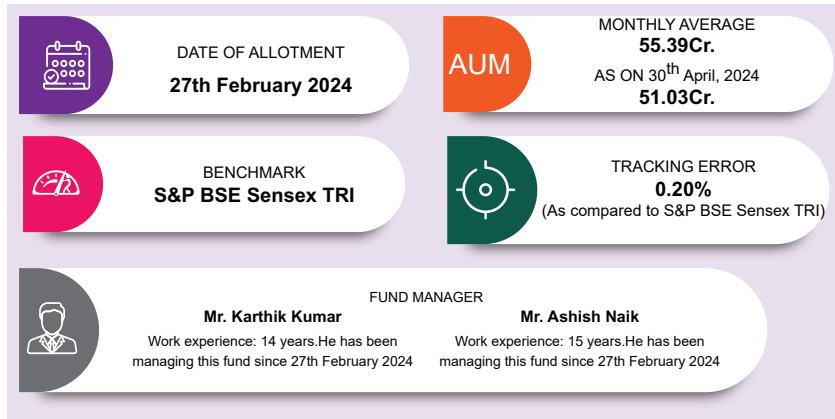 DATE OF ALLOTMENT
27th February 2024
AUM
MONTHLY AVERAGE
55.39Cr.
AS ON 30th April, 2024
51.03Cr.
BENCHMARK
S&P BSE Sensex TRI
TRACKING ERROR
0.20%
(As compared to S&P BSE Sensex TRI)
FUND MANAGER
Mr. Karthik Kumar
Work experience: 14 years.He has been
managing this fund since 27th February 2024
Mr. Ashish Naik
Work experience: 15 years.He has been
managing this fund since 27th February 2024